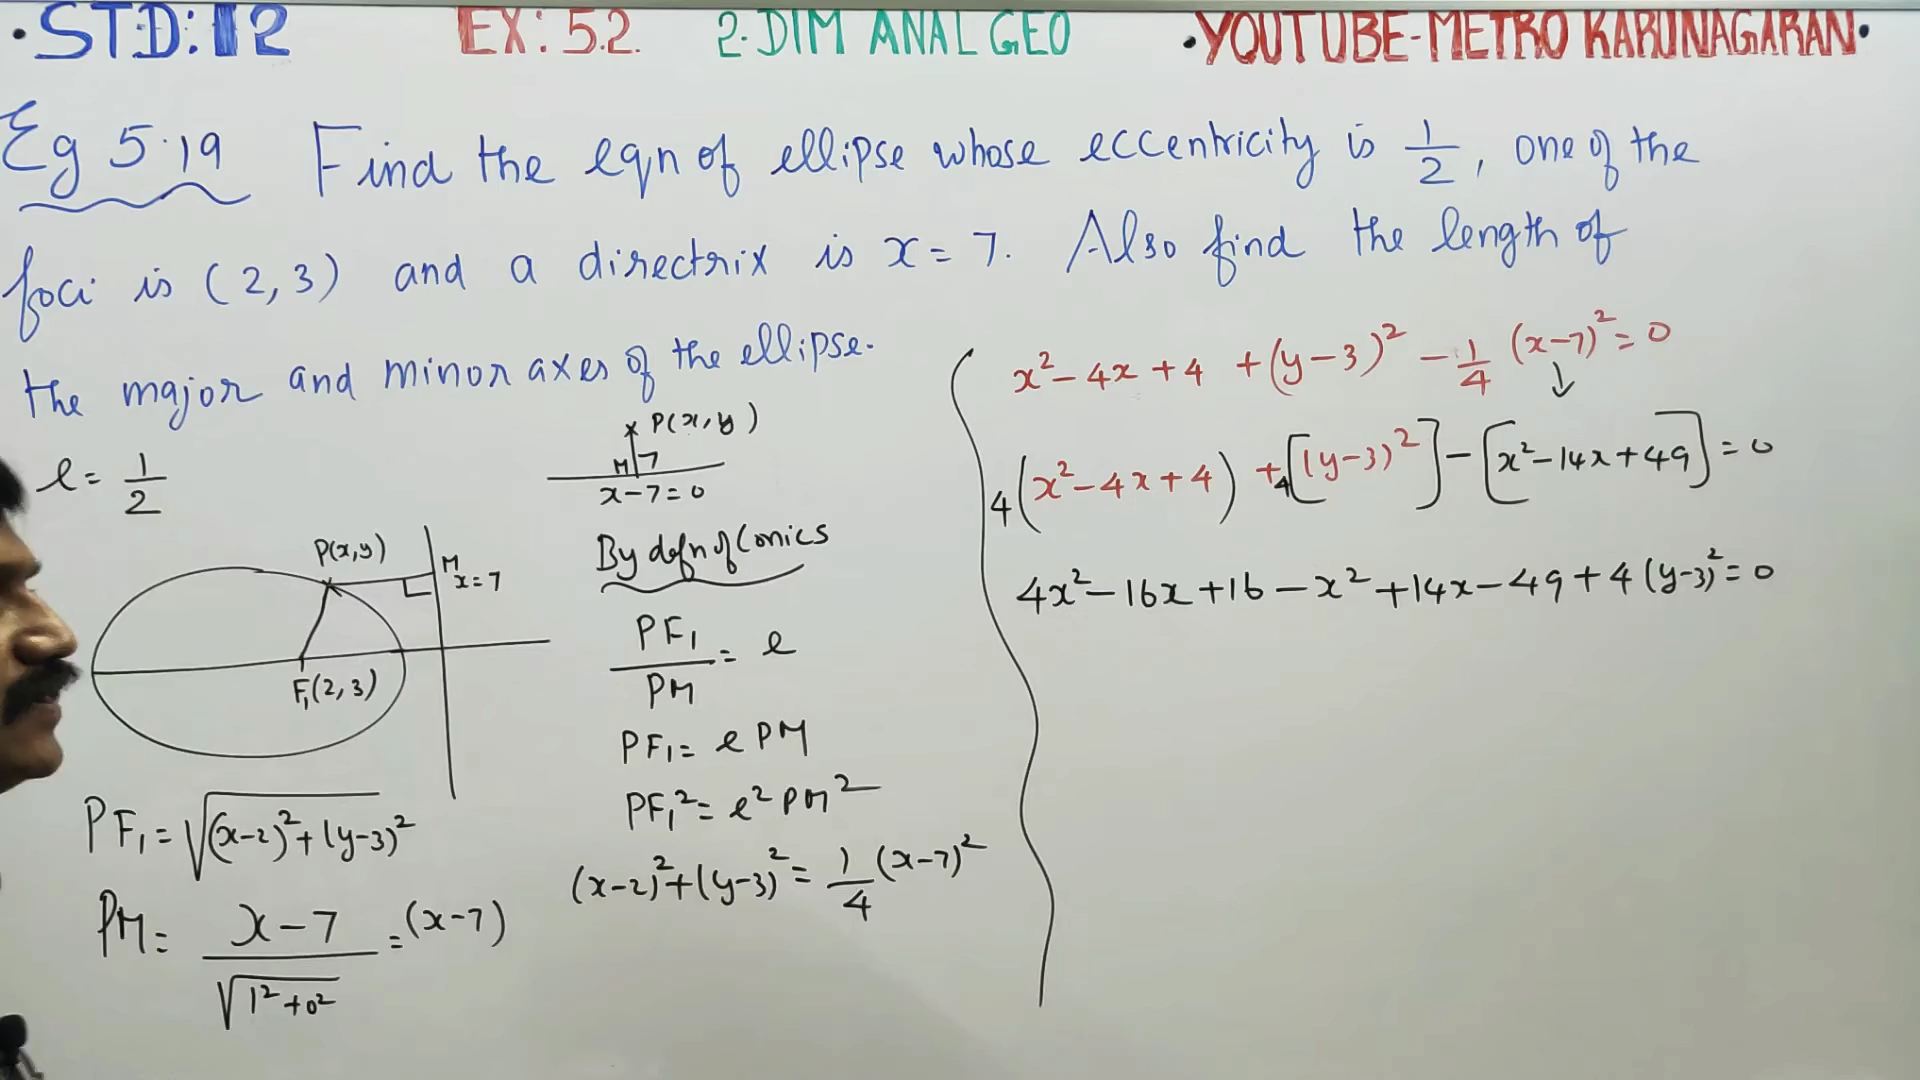 •STD: 12 EX: 5.2. 2-DIM ANAL GEO •YOUTUBE-METRO KARUNAGARAN•
Eg 5.19 Find the eqn of ellipse whose eccentricity is 1/2, one of the
foci is (2,3) and a directrix is x=7. Also find the length of
the major and minor axes of the ellipse.
e= 1/2
P(x,y)
M
x=7
F₁(2,3)
PF₁= √(x-2)²+(y-3)²
PM= x-7/√1²+0² = (x-7)
P(x,y)
M
x-7=0
By defn of Conics
PF₁/PM = e
PF₁= e PM
PF₁²= e² PM²
(x-2)²+(y-3)²= 1/4 (x-7)²
x²-4x+4 +(y-3)² - 1/4 (x-7)²=0
4(x²-4x+4) +4[(y-3)²]-[x²-14x+49]=0
4x²-16x+16-x²+14x-49+4(y-3)²=0